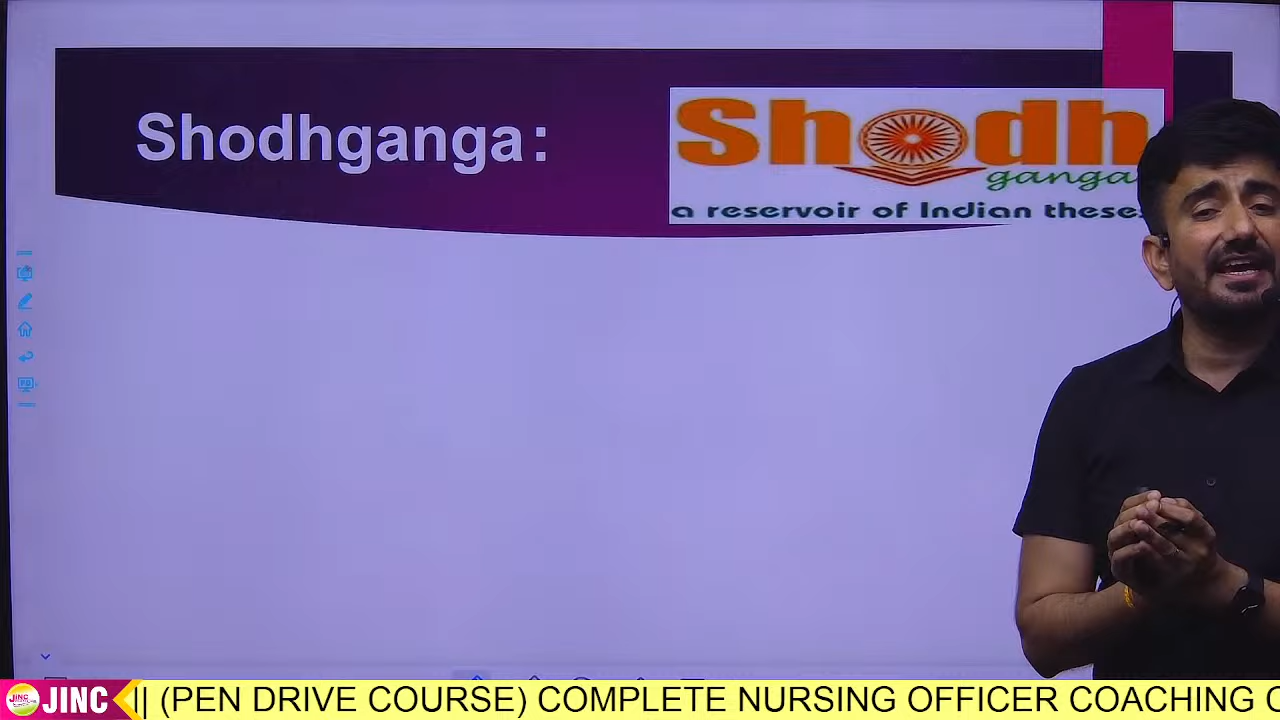 Shodhganga:
Shodh
ganga
a reservoir of Indian theses
JINC
|| (PEN DRIVE COURSE) COMPLETE NURSING OFFICER COACHING